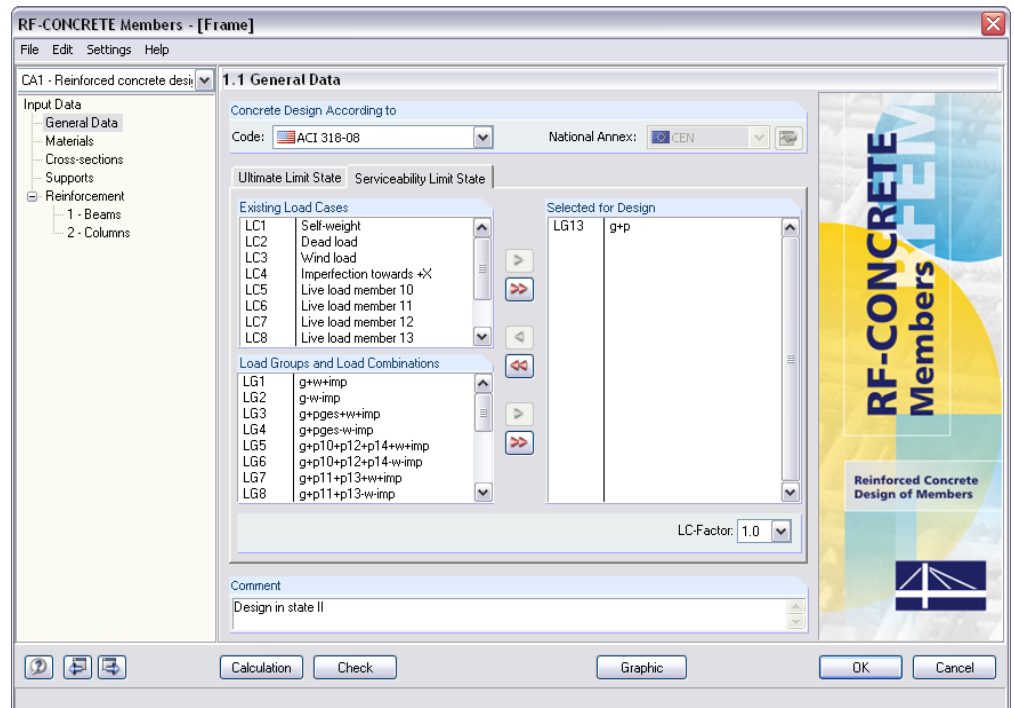 RF-CONCRETE Members - [Frame]
File Edit Settings Help
CA1 - Reinforced concrete desi
1.1 General Data
Input Data
General Data
Materials
Cross-sections
Supports
Reinforcement
1 - Beams
2 - Columns
Concrete Design According to
Code: ACI 318-08
National Annex: CEN
Ultimate Limit State Serviceability Limit State
Existing Load Cases
LC1 Self-weight
LC2 Dead load
LC3 Wind load
LC4 Imperfection towards +X
LC5 Live load member 10
LC6 Live load member 11
LC7 Live load member 12
LC8 Live load member 13
Load Groups and Load Combinations
LG1 g+w+imp
LG2 g-w-imp
LG3 g+pges+w+imp
LG4 g+pges-w-imp
LG5 g+p10+p12+p14+w+imp
LG6 g+p10+p12+p14-w-imp
LG7 g+p11+p13+w+imp
LG8 g+p11+p13-w-imp
Selected for Design
LG13 g+p
LC-Factor: 1.0
Comment
Design in state II
RFEM
RF-CONCRETE
Members
Reinforced Concrete
Design of Members
Calculation Check Graphic OK Cancel